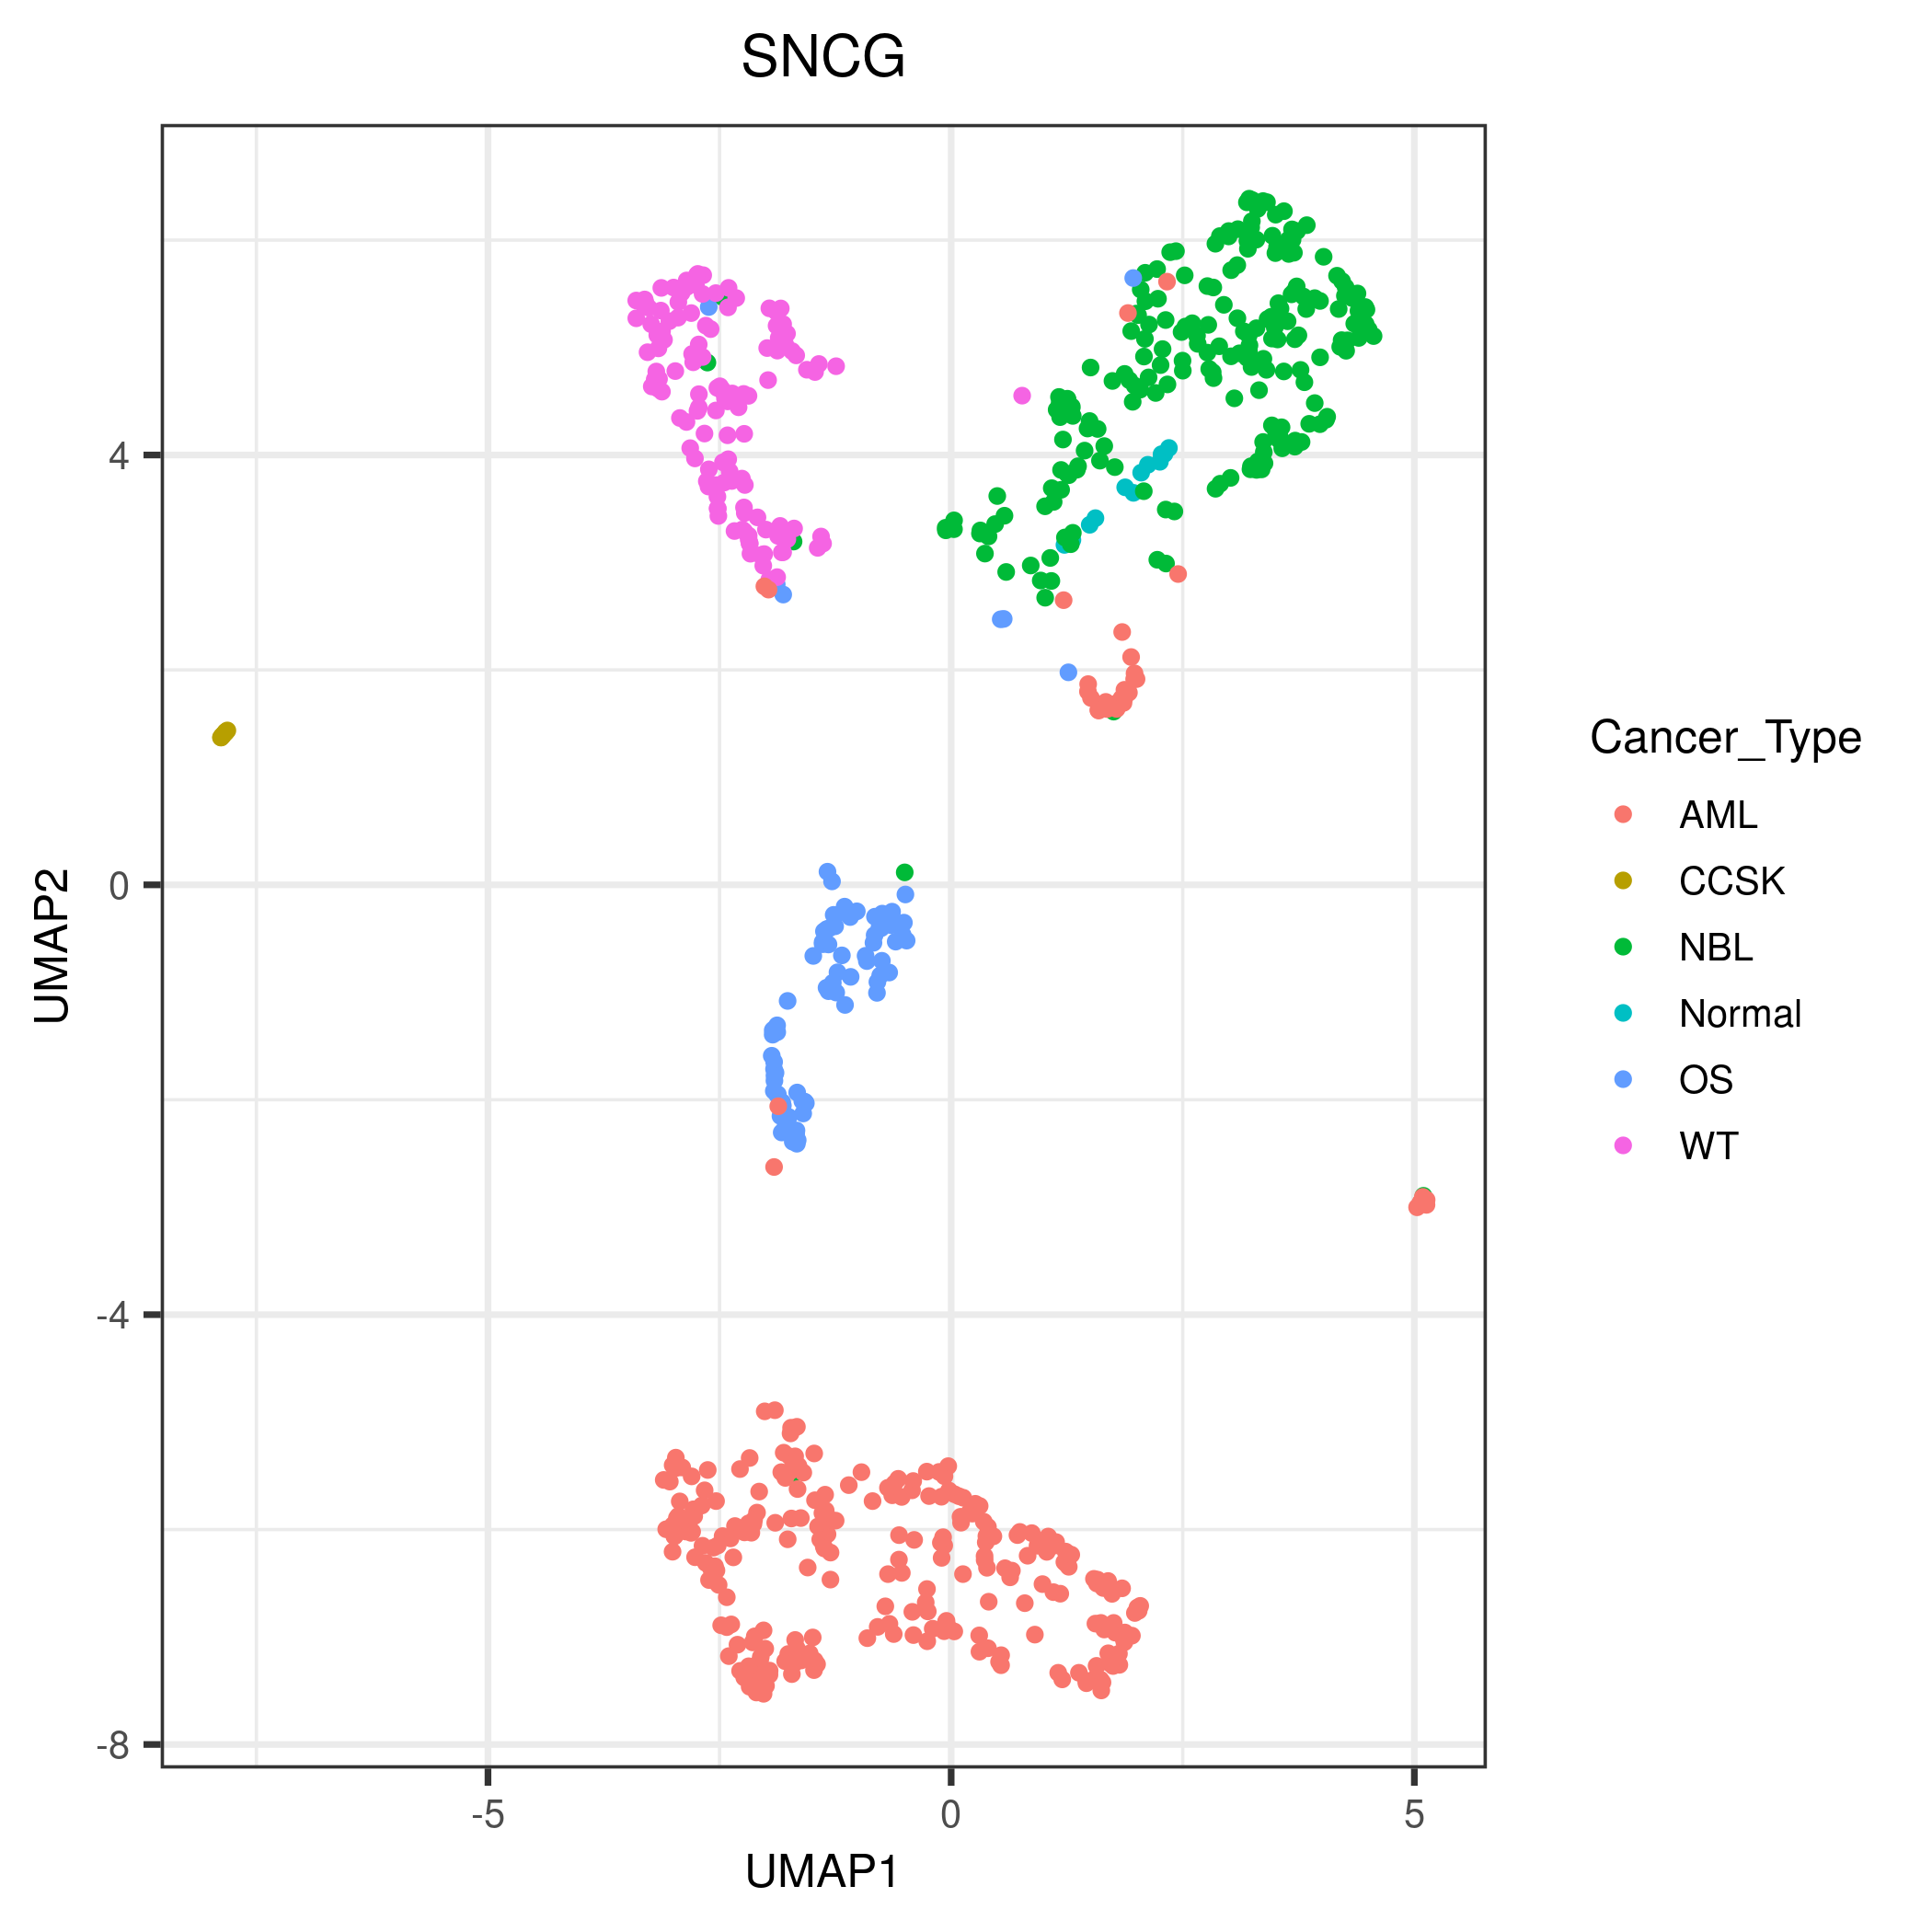 SNCG
4
0
-4
-8
UMAP2
-5
0
5
UMAP1
Cancer_Type
AML
CCSK
NBL
Normal
OS
WT